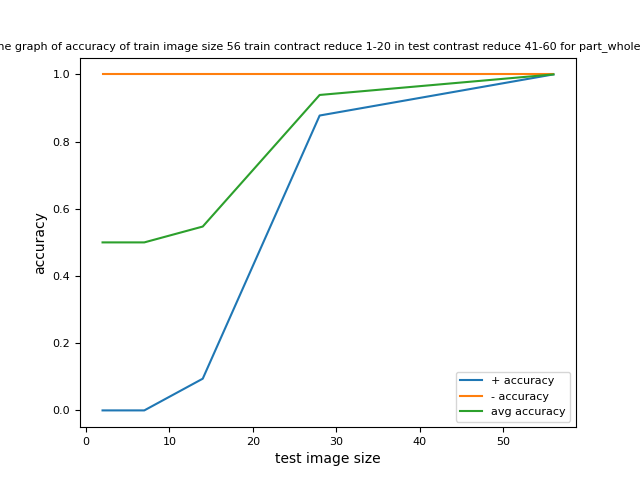 ne graph of accuracy of train image size 56 train contract reduce 1-20 in test contrast reduce 41-60 for part_whole
1.0
0.8
0.6
0.4
0.2
0.0
accuracy
+ accuracy
- accuracy
avg accuracy
0 10 20 30 40 50
test image size